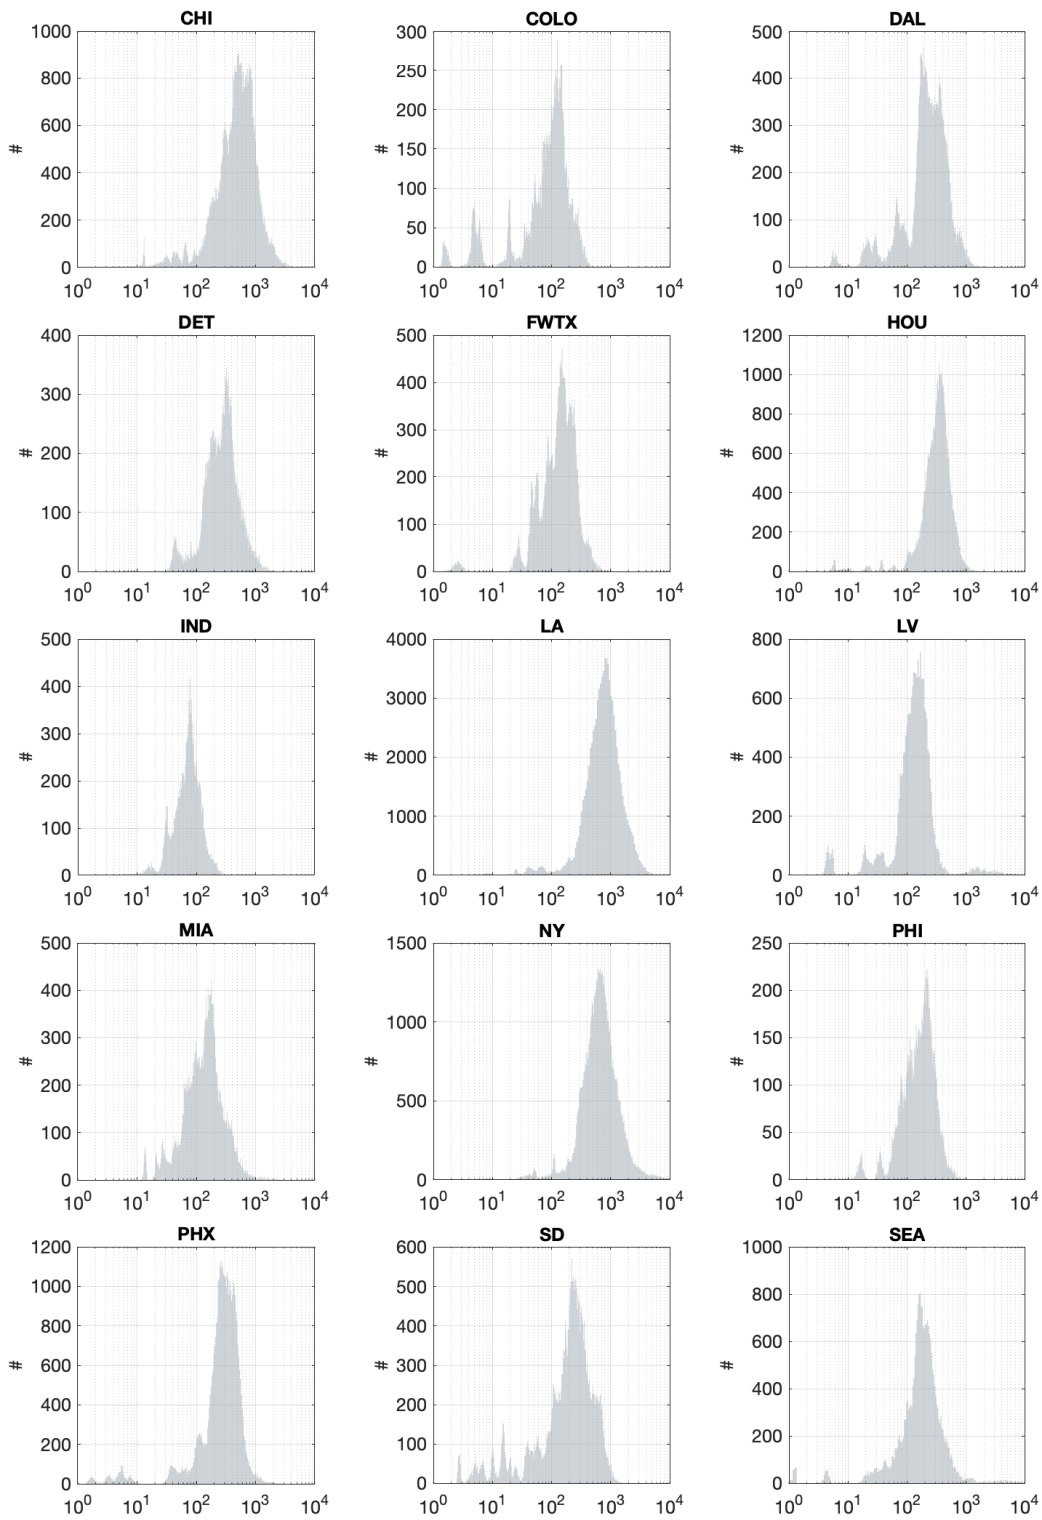 CHI COLO DAL
1000 800 600 400 200 0 # 10^0 10^1 10^2 10^3 10^4
300 250 200 150 100 50 0 # 10^0 10^1 10^2 10^3 10^4
500 400 300 200 100 0 # 10^0 10^1 10^2 10^3 10^4
DET FWTX HOU
400 300 200 100 0 # 10^0 10^1 10^2 10^3 10^4
500 400 300 200 100 0 # 10^0 10^1 10^2 10^3 10^4
1200 1000 800 600 400 200 0 # 10^0 10^1 10^2 10^3 10^4
IND LA LV
500 400 300 200 100 0 # 10^0 10^1 10^2 10^3 10^4
4000 3000 2000 1000 0 # 10^0 10^1 10^2 10^3 10^4
800 600 400 200 0 # 10^0 10^1 10^2 10^3 10^4
MIA NY PHI
500 400 300 200 100 0 # 10^0 10^1 10^2 10^3 10^4
1500 1000 500 0 # 10^0 10^1 10^2 10^3 10^4
250 200 150 100 50 0 # 10^0 10^1 10^2 10^3 10^4
PHX SD SEA
1200 1000 800 600 400 200 0 # 10^0 10^1 10^2 10^3 10^4
600 500 400 300 200 100 0 # 10^0 10^1 10^2 10^3 10^4
1000 800 600 400 200 0 # 10^0 10^1 10^2 10^3 10^4